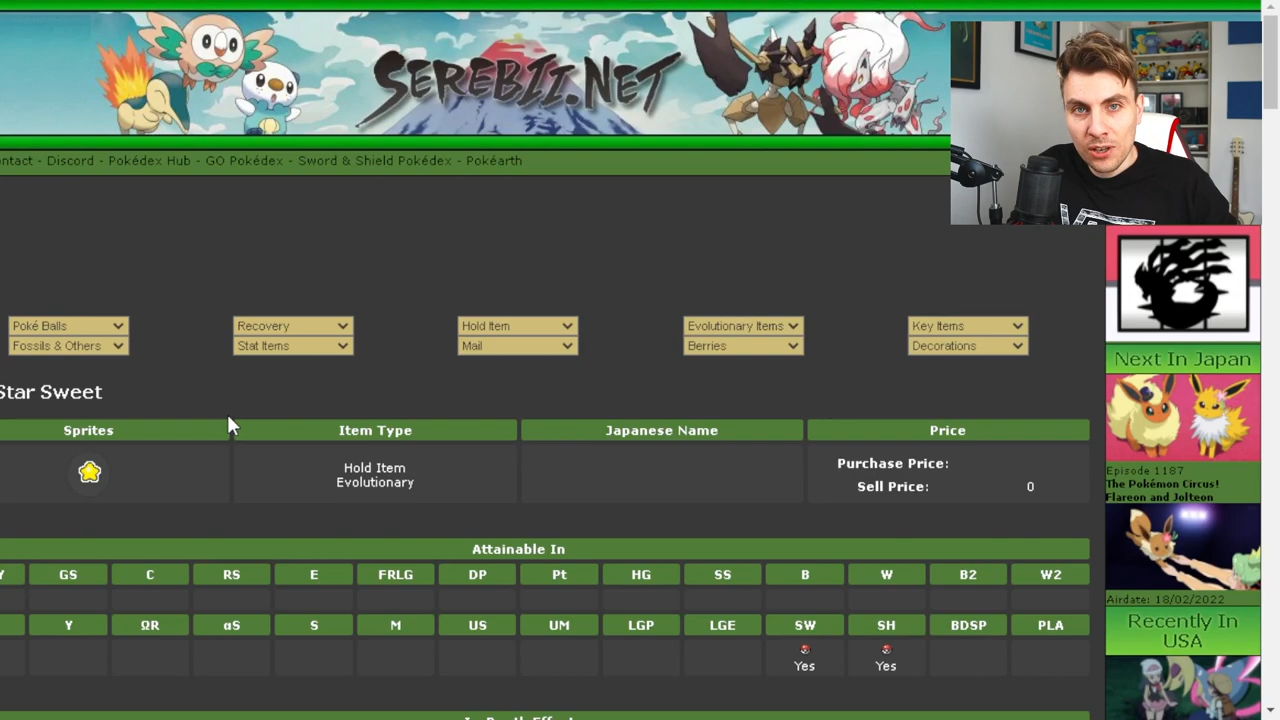 SEREBII.NET
ntact - Discord - Pokédex Hub - GO Pokédex - Sword & Shield Pokédex - Pokéarth
Poké Balls
Recovery
Hold Item
Evolutionary Items
Key Items
Fossils & Others
Stat Items
Mail
Berries
Decorations
Next In Japan
Star Sweet
Sprites
Item Type
Japanese Name
Price
Hold Item
Evolutionary
Purchase Price:
Sell Price: 0
Episode 1187
The Pokémon Circus!
Flareon and Jolteon
Attainable In
Y GS C RS E FRLG DP Pt HG SS B W B2 W2
Y ΩR αS S M US UM LGP LGE SW SH BDSP PLA
Yes Yes
Airdate: 18/02/2022
Recently In
USA